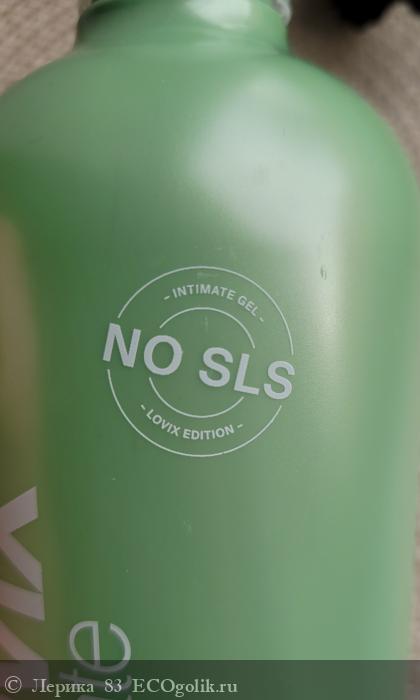 - INTIMATE GEL -
NO SLS
- LOVIX EDITION -
© Лерика 83 ECOgolik.ru